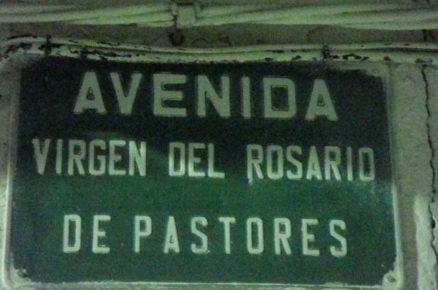 AVENIDA
VIRGEN DEL ROSARIO
DE PASTORES